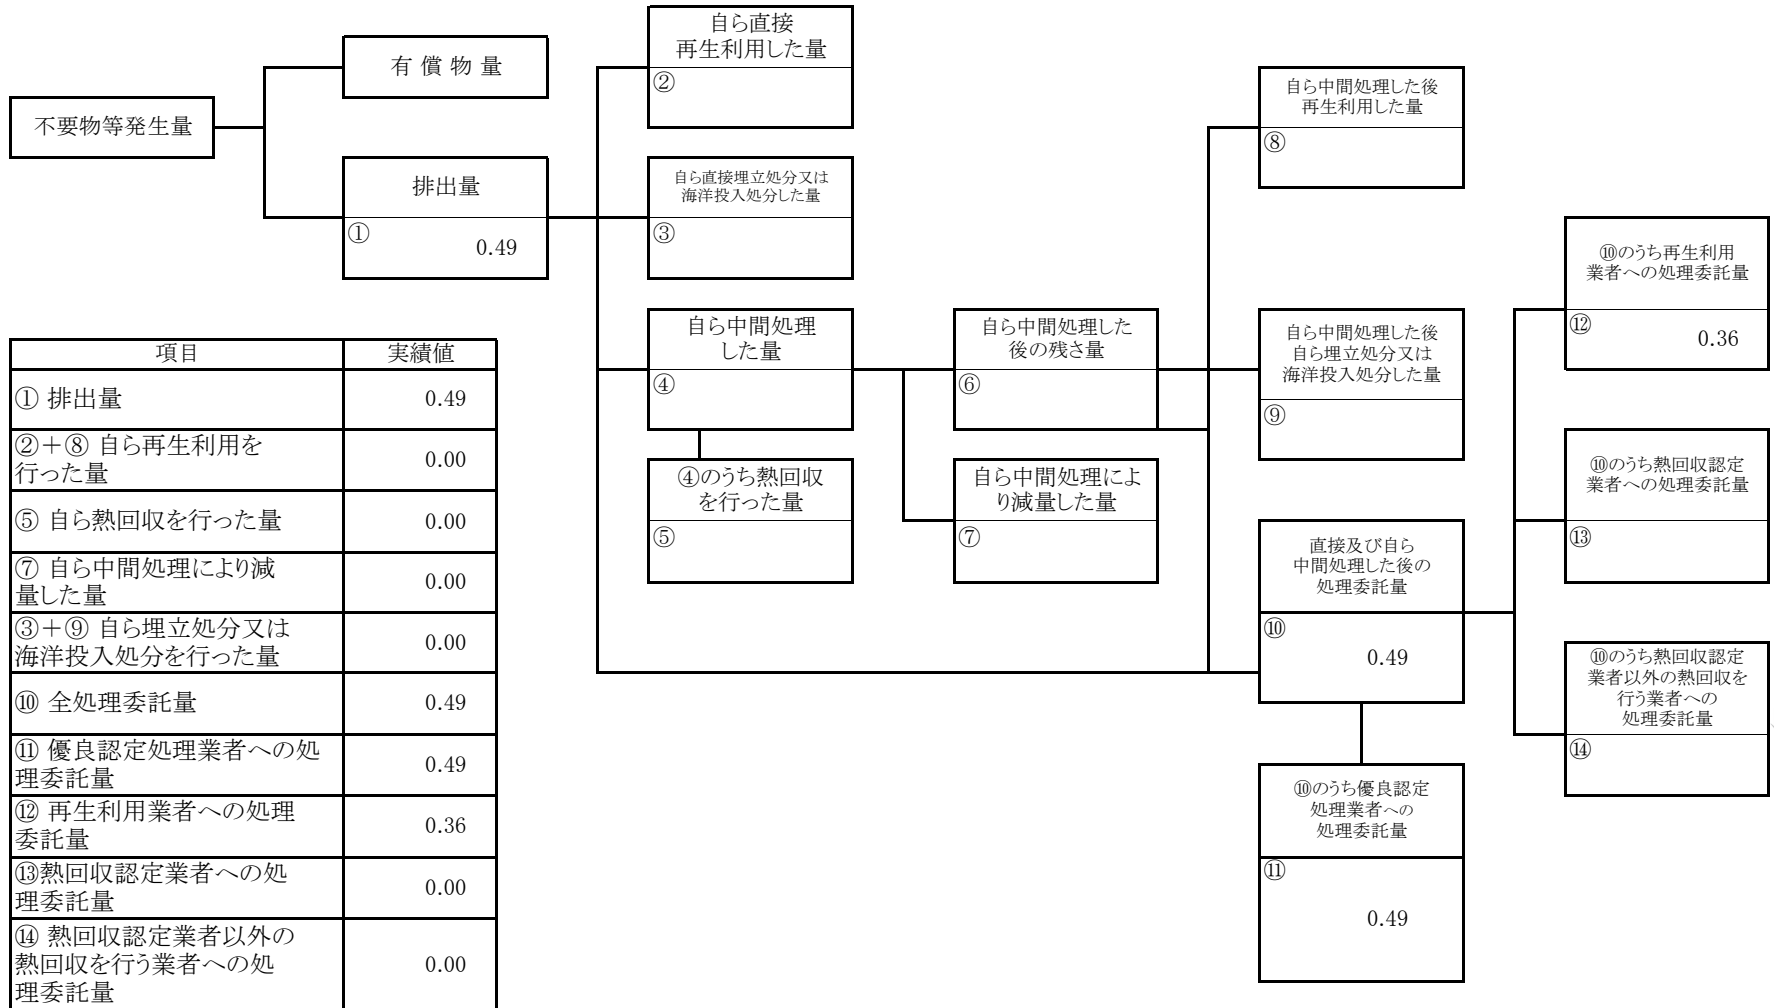 不要物等発生量
有償物量
排出量
①
0.49
自ら直接
再生利用した量
②
自ら直接埋立処分又は
海洋投入処分した量
③
自ら中間処理
した量
④
④のうち熱回収
を行った量
⑤
自ら中間処理した
後の残さ量
⑥
自ら中間処理によ
り減量した量
⑦
自ら中間処理した後
再生利用した量
⑧
自ら中間処理した後
自ら埋立処分又は
海洋投入処分した量
⑨
直接及び自ら
中間処理した後の
処理委託量
⑩
0.49
⑩のうち優良認定
処理業者への
処理委託量
⑪
0.49
⑩のうち再生利用
業者への処理委託量
⑫
0.36
⑩のうち熱回収認定
業者への処理委託量
⑬
⑩のうち熱回収認定
業者以外の熱回収を
行う業者への
処理委託量
⑭
項目 実績値
① 排出量 0.49
②+⑧ 自ら再生利用を
行った量 0.00
⑤ 自ら熱回収を行った量 0.00
⑦ 自ら中間処理により減
量した量 0.00
③+⑨ 自ら埋立処分又は
海洋投入処分を行った量 0.00
⑩ 全処理委託量 0.49
⑪ 優良認定処理業者への処
理委託量 0.49
⑫ 再生利用業者への処理
委託量 0.36
⑬熱回収認定業者への処
理委託量 0.00
⑭ 熱回収認定業者以外の
熱回収を行う業者への処
理委託量 0.00